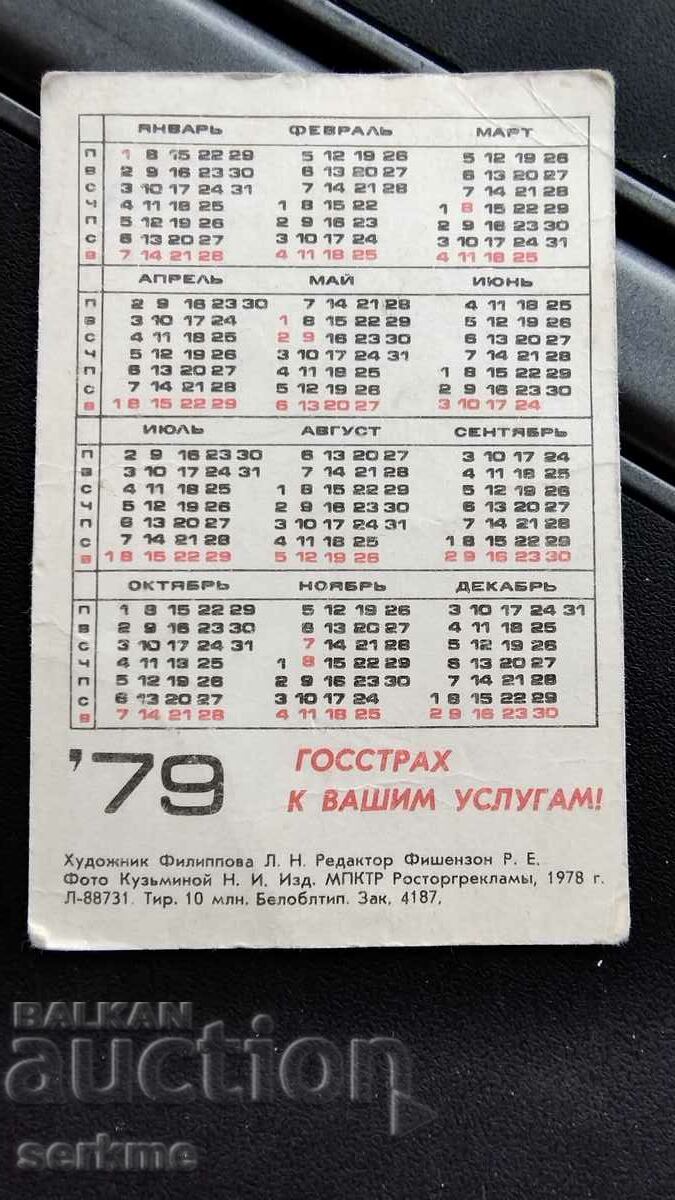 ЯНВАРЬ ФЕВРАЛЬ МАРТ
П 1 8 15 22 29 5 12 19 26 5 12 19 26
В 2 9 16 23 30 6 13 20 27 6 13 20 27
С 3 10 17 24 31 7 14 21 28 7 14 21 28
Ч 4 11 18 25 1 8 15 22 1 8 15 22 29
П 5 12 19 26 2 9 16 23 2 9 16 23 30
С 6 13 20 27 3 10 17 24 3 10 17 24 31
В 7 14 21 28 4 11 18 25 4 11 18 25
АПРЕЛЬ МАЙ ИЮНЬ
П 2 9 16 23 30 7 14 21 28 4 11 18 25
В 3 10 17 24 1 8 15 22 29 5 12 19 26
С 4 11 18 25 2 9 16 23 30 6 13 20 27
Ч 5 12 19 26 3 10 17 24 31 7 14 21 28
П 6 13 20 27 4 11 18 25 1 8 15 22 29
С 7 14 21 28 5 12 19 26 2 9 16 23 30
В 1 8 15 22 29 6 13 20 27 3 10 17 24
ИЮЛЬ АВГУСТ СЕНТЯБРЬ
П 2 9 16 23 30 6 13 20 27 3 10 17 24
В 3 10 17 24 31 7 14 21 28 4 11 18 25
С 4 11 18 25 1 8 15 22 29 5 12 19 26
Ч 5 12 19 26 2 9 16 23 30 6 13 20 27
П 6 13 20 27 3 10 17 24 31 7 14 21 28
С 7 14 21 28 4 11 18 25 1 8 15 22 29
В 1 8 15 22 29 5 12 19 26 2 9 16 23 30
ОКТЯБРЬ НОЯБРЬ ДЕКАБРЬ
П 1 8 15 22 29 5 12 19 26 3 10 17 24 31
В 2 9 16 23 30 6 13 20 27 4 11 18 25
С 3 10 17 24 31 7 14 21 28 5 12 19 26
Ч 4 11 18 25 1 8 15 22 29 6 13 20 27
П 5 12 19 26 2 9 16 23 30 7 14 21 28
С 6 13 20 27 3 10 17 24 1 8 15 22 29
В 7 14 21 28 4 11 18 25 2 9 16 23 30
'79 ГОССТРАХ
К ВАШИМ УСЛУГАМ!
Художник Филиппова Л. Н. Редактор Фишензон Р. Е.
Фото Кузьминой Н. И. Изд. МПКТР Росторгрекламы, 1978 г.
Л-88731. Тир. 10 млн. Белоблтип. Зак. 4187.
BALKAN
auction
serkme